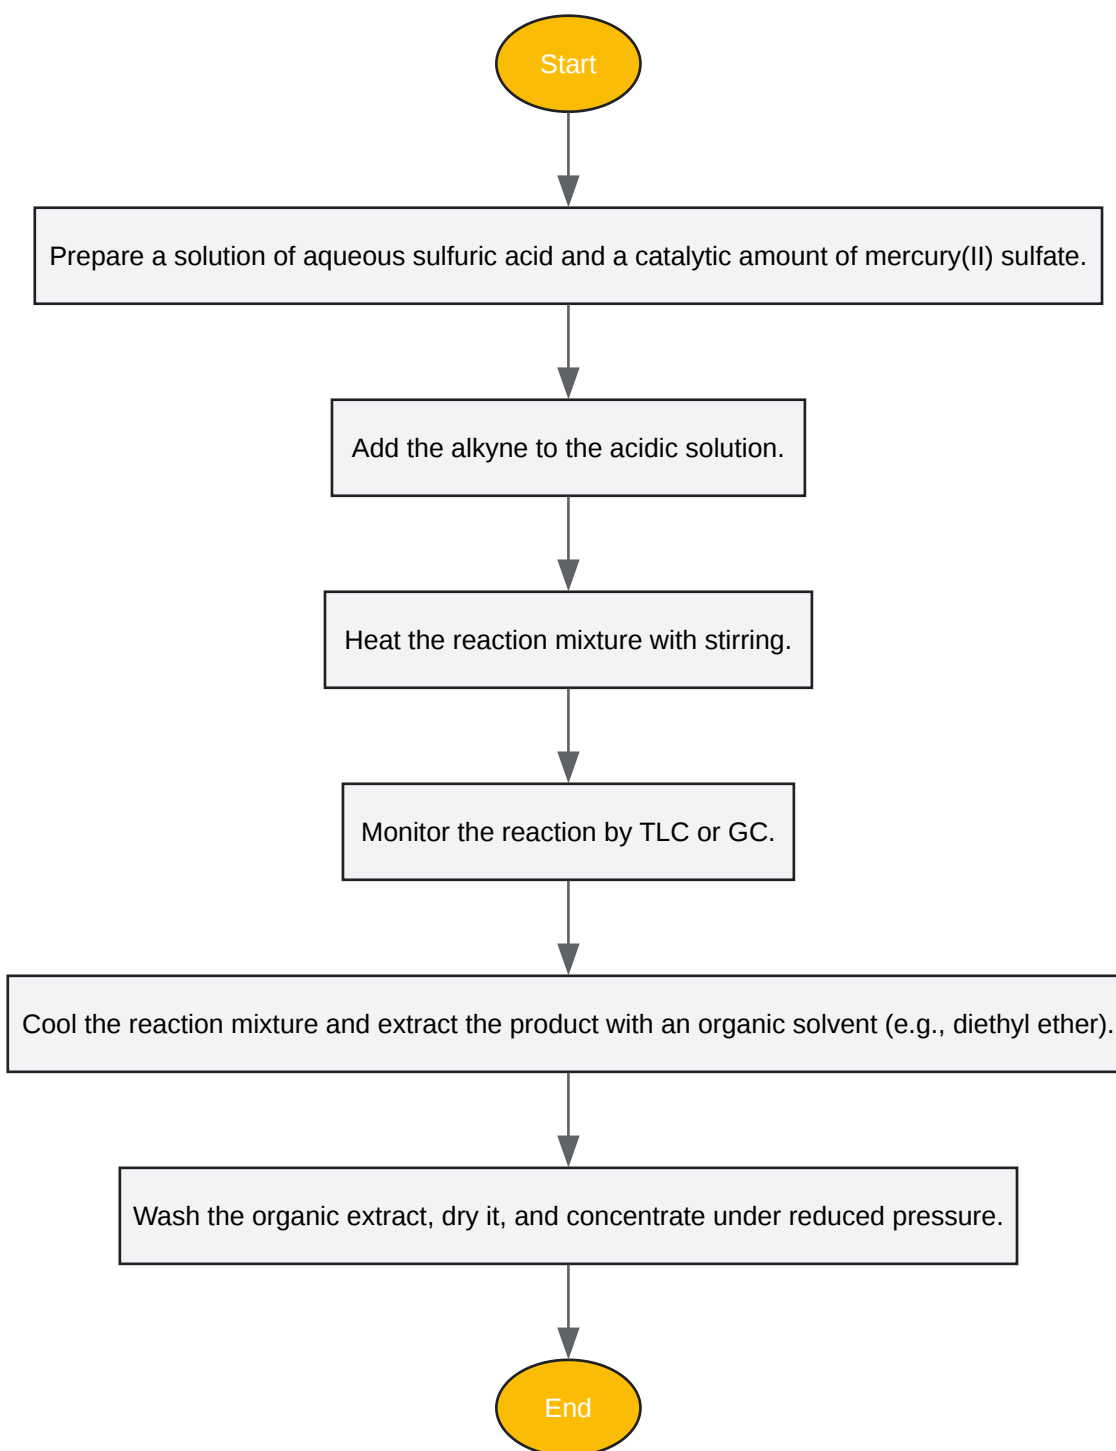 Start
Prepare a solution of aqueous sulfuric acid and a catalytic amount of mercury(II) sulfate.
Add the alkyne to the acidic solution.
Heat the reaction mixture with stirring.
Monitor the reaction by TLC or GC.
Cool the reaction mixture and extract the product with an organic solvent (e.g., diethyl ether).
Wash the organic extract, dry it, and concentrate under reduced pressure.
End